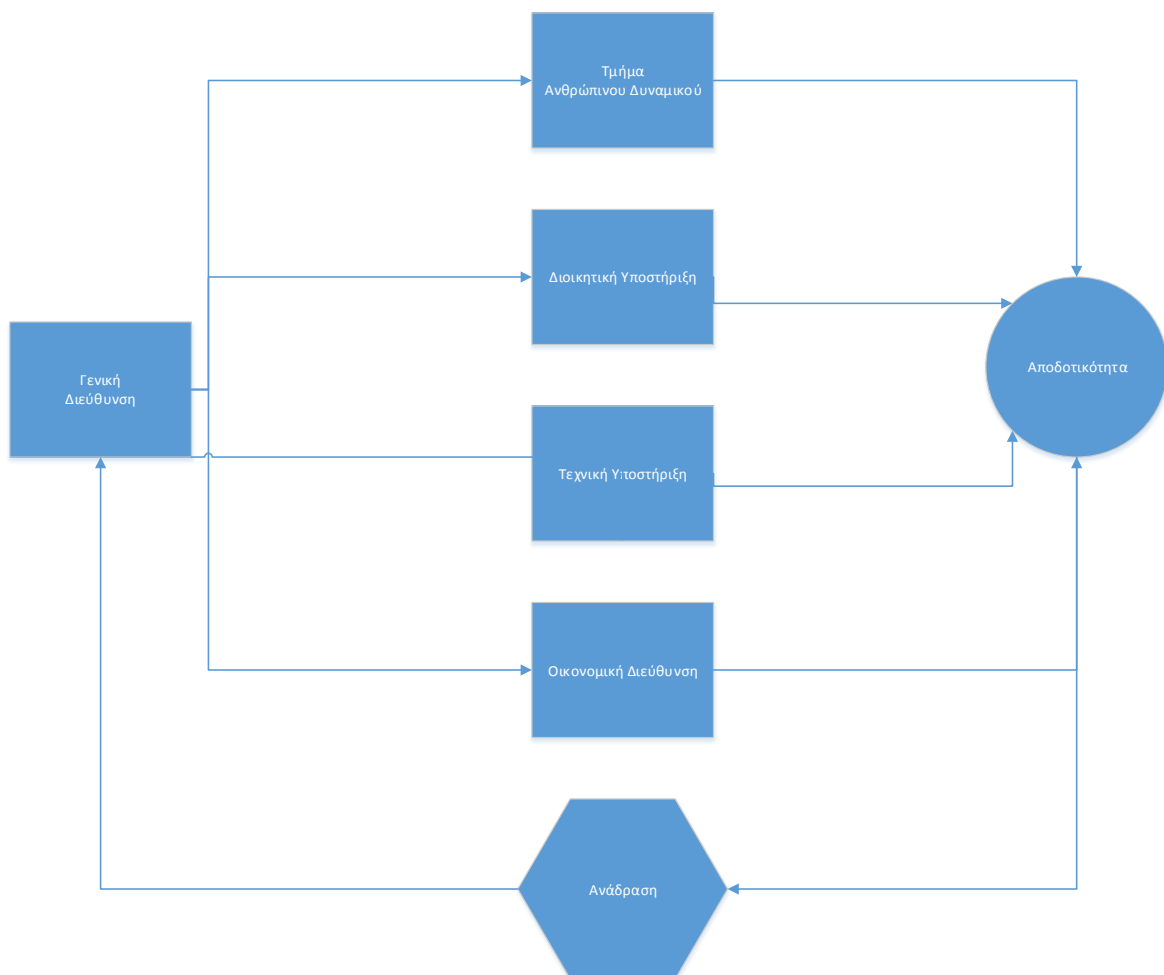 Τμήμα
Ανθρώπινου Δυναμικού
Διοικητική Υποστήριξη
Γενική
Διεύθυνση
Αποδοτικότητα
Τεχνική Υποστήριξη
Οικονομική Διεύθυνση
Ανάδραση